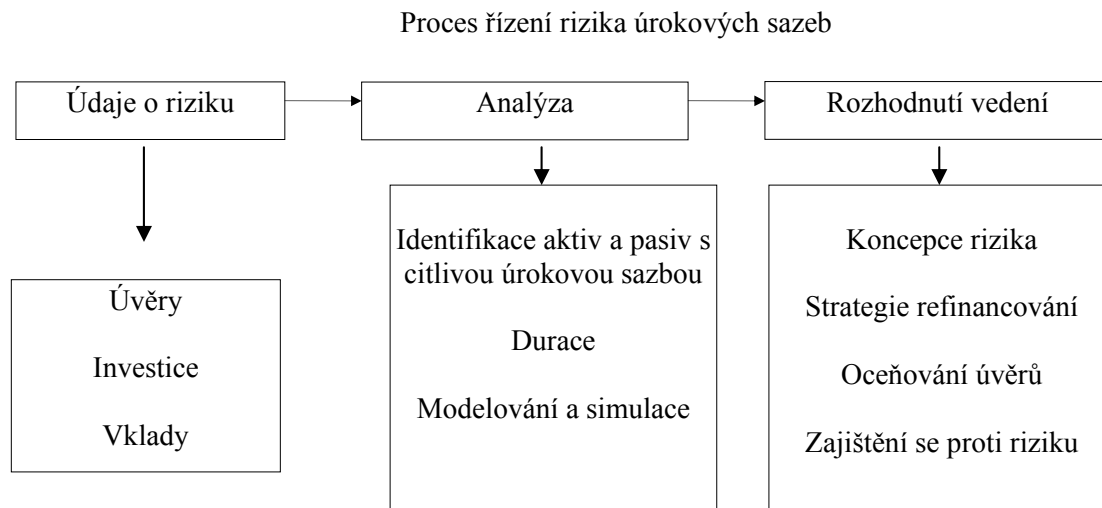 Proces řízení rizika úrokových sazeb
Údaje o riziku
Analýza
Rozhodnutí vedení
Úvěry
Investice
Vklady
Identifikace aktiv a pasiv s
citlivou úrokovou sazbou
Durace
Modelování a simulace
Koncepce rizika
Strategie refinancování
Oceňování úvěrů
Zajištění se proti riziku